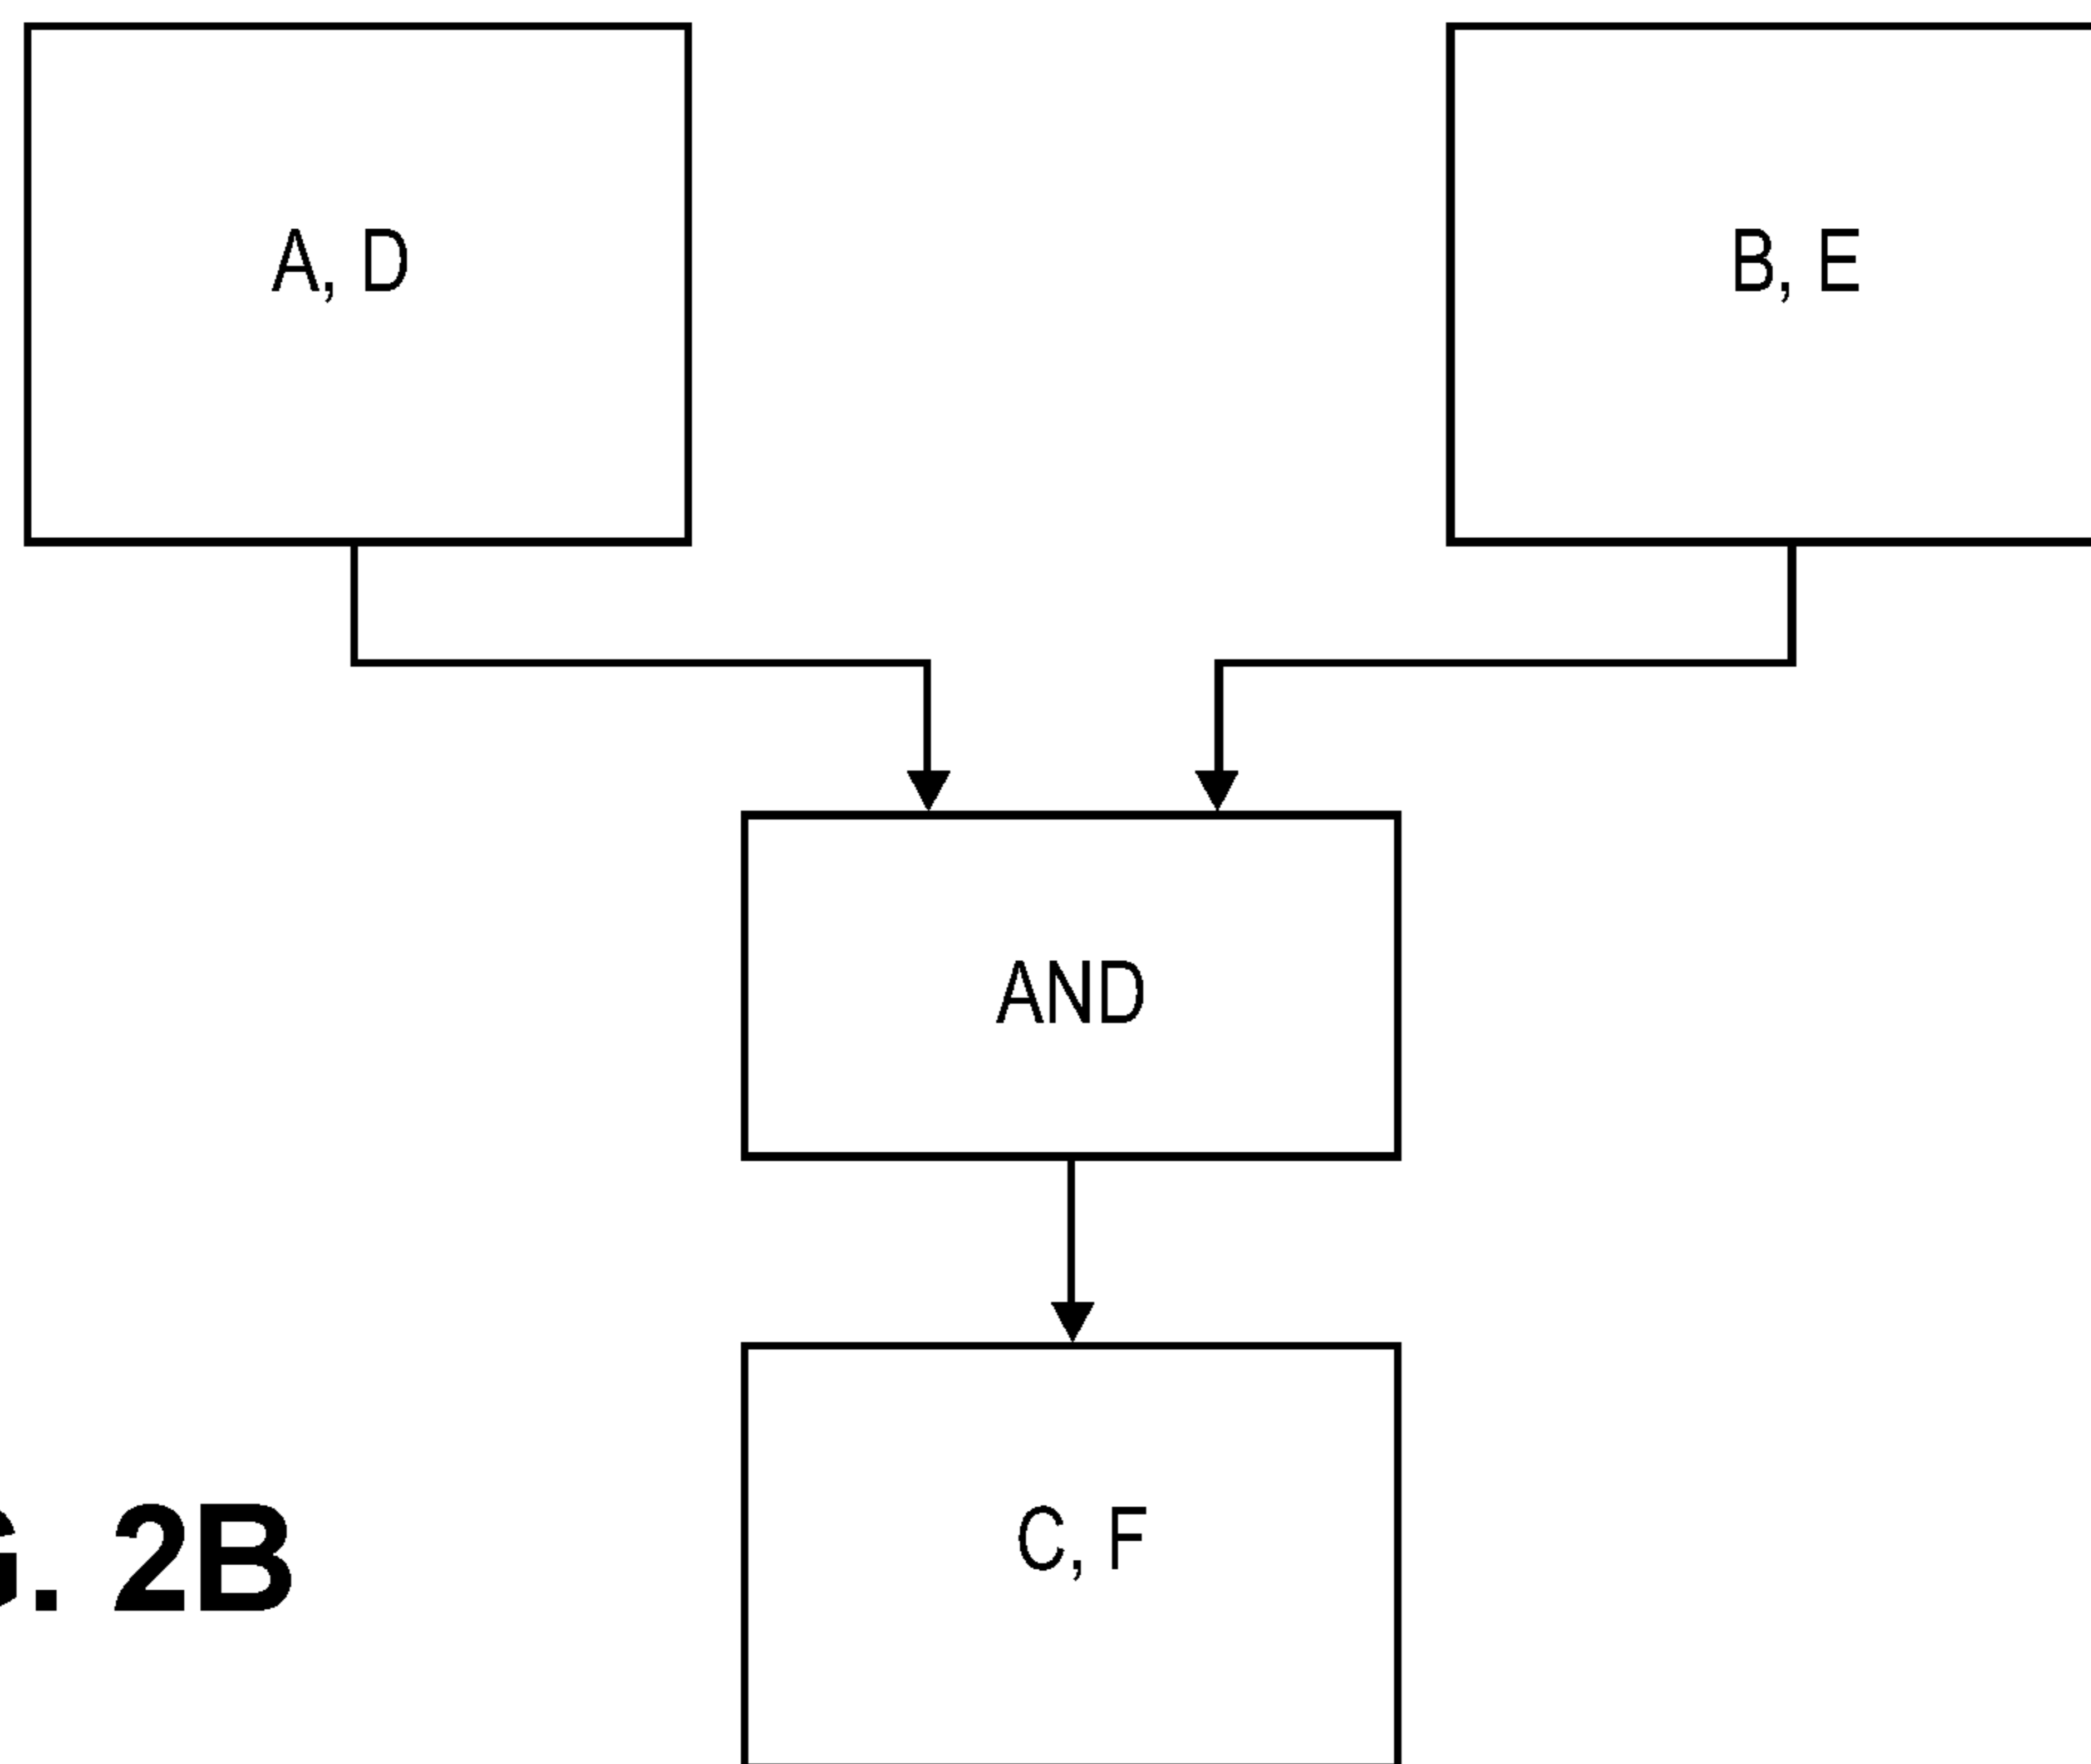 A, D
B, E
AND
C, F
G. 2B